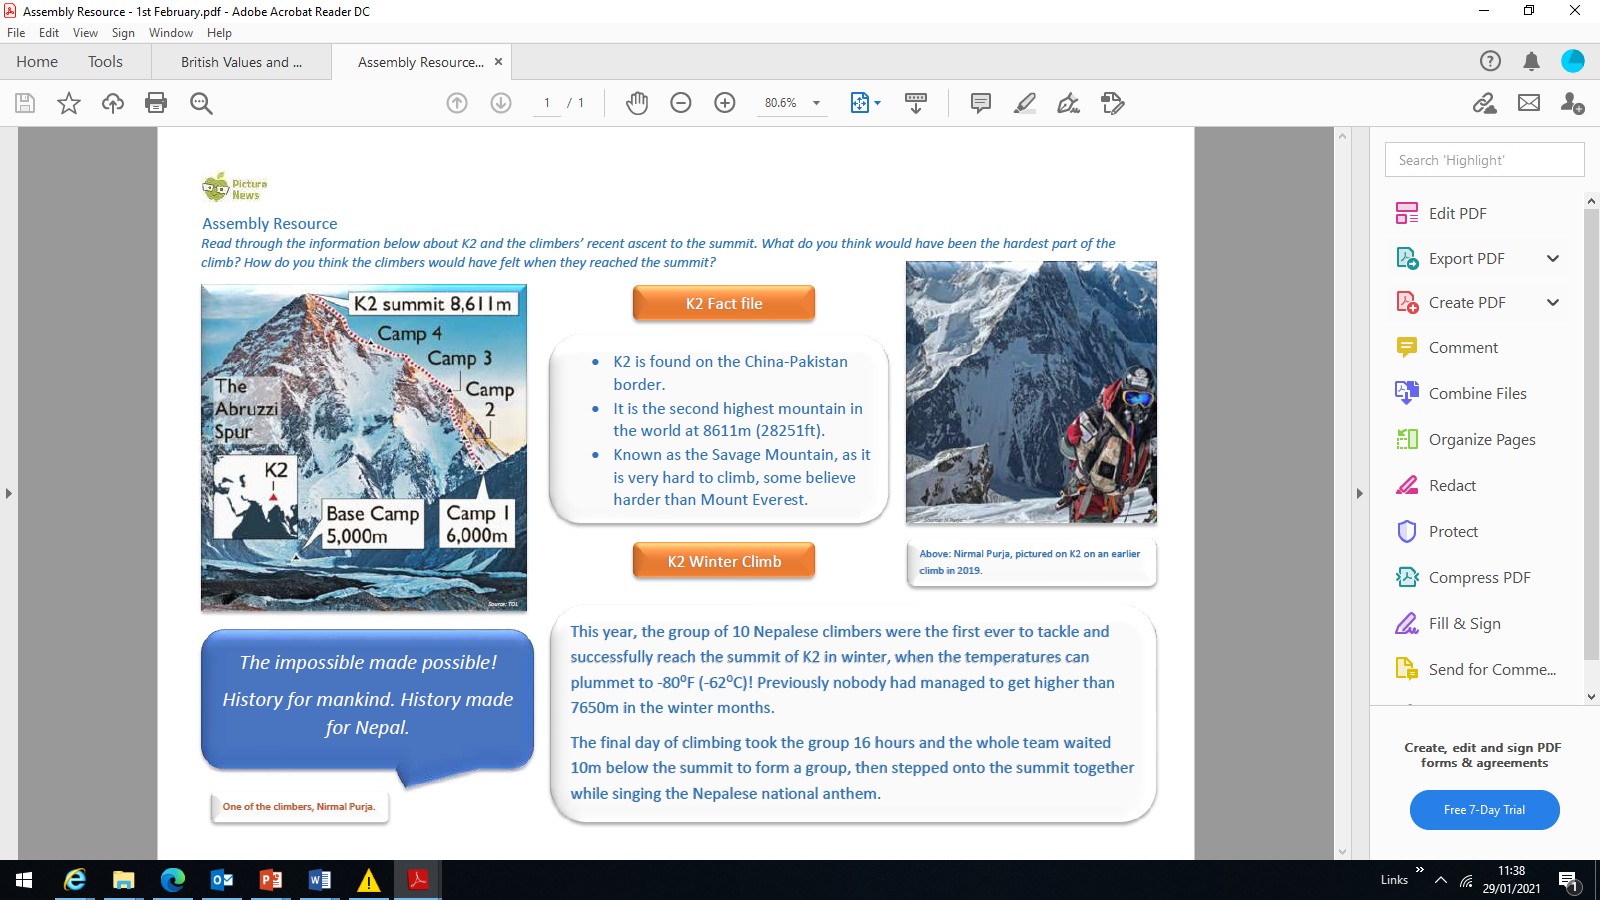 Assembly Resource - 1st February.pdf - Adobe Acrobat Reader DC
File Edit View Sign Window Help
Home Tools British Values and ... Assembly Resource...
1 / 1 80.6%
Search 'Highlight'
Edit PDF
Export PDF
Create PDF
Comment
Combine Files
Organize Pages
Redact
Protect
Compress PDF
Fill & Sign
Send for Comme...
Create, edit and sign PDF
forms & agreements
Free 7-Day Trial
Picture
News
Assembly Resource
Read through the information below about K2 and the climbers' recent ascent to the summit. What do you think would have been the hardest part of the
climb? How do you think the climbers would have felt when they reached the summit?
K2 summit 8,611m
Camp 4
Camp 3
Camp
2
The
Abruzzi
Spur
K2
Base Camp
5,000m
Camp 1
6,000m
Source: TDL
K2 Fact file
• K2 is found on the China-Pakistan
border.
• It is the second highest mountain in
the world at 8611m (28251ft).
• Known as the Savage Mountain, as it
is very hard to climb, some believe
harder than Mount Everest.
Source: N Purja
Above: Nirmal Purja, pictured on K2 on an earlier
climb in 2019.
K2 Winter Climb
This year, the group of 10 Nepalese climbers were the first ever to tackle and
successfully reach the summit of K2 in winter, when the temperatures can
plummet to -80⁰F (-62⁰C)! Previously nobody had managed to get higher than
7650m in the winter months.
The final day of climbing took the group 16 hours and the whole team waited
10m below the summit to form a group, then stepped onto the summit together
while singing the Nepalese national anthem.
The impossible made possible!
History for mankind. History made
for Nepal.
One of the climbers, Nirmal Purja.
Links
11:38
29/01/2021
1